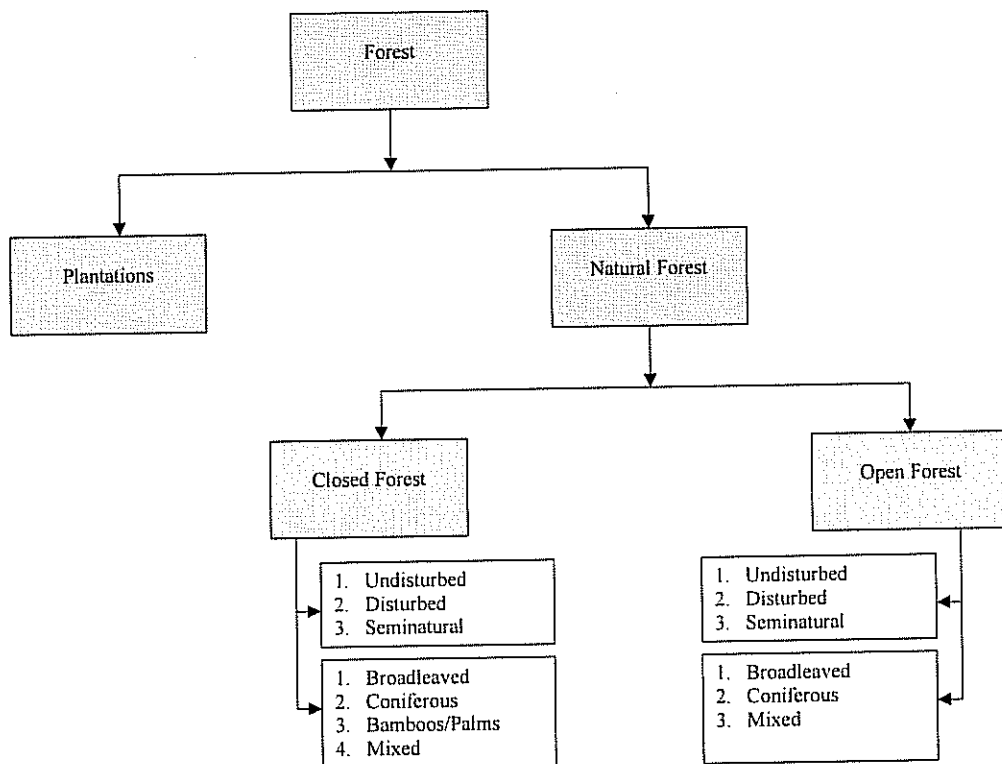 Forest
Plantations
Natural Forest
Closed Forest
Open Forest
1. Undisturbed
2. Disturbed
3. Seminatural
1. Broadleaved
2. Coniferous
3. Bamboos/Palms
4. Mixed
1. Undisturbed
2. Disturbed
3. Seminatural
1. Broadleaved
2. Coniferous
3. Mixed